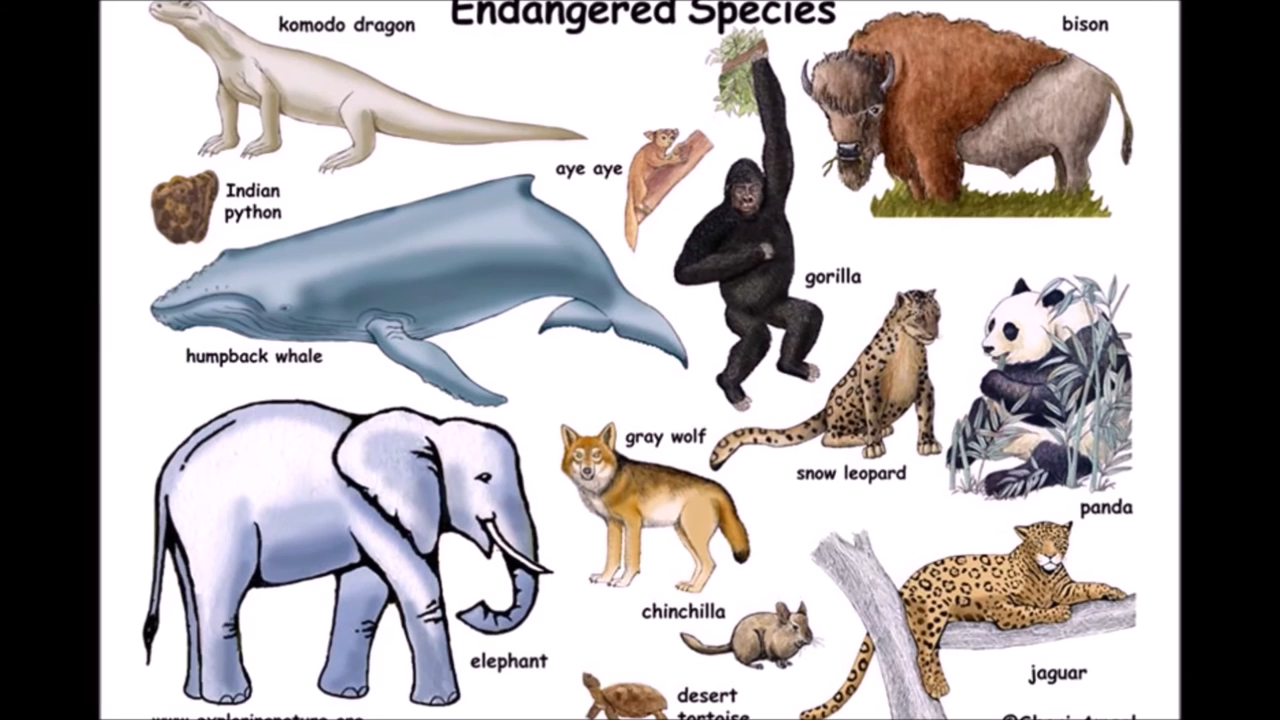 Endangered Species
komodo dragon
bison
aye aye
Indian
python
gorilla
humpback whale
gray wolf
snow leopard
panda
chinchilla
elephant
jaguar
desert
tortoise